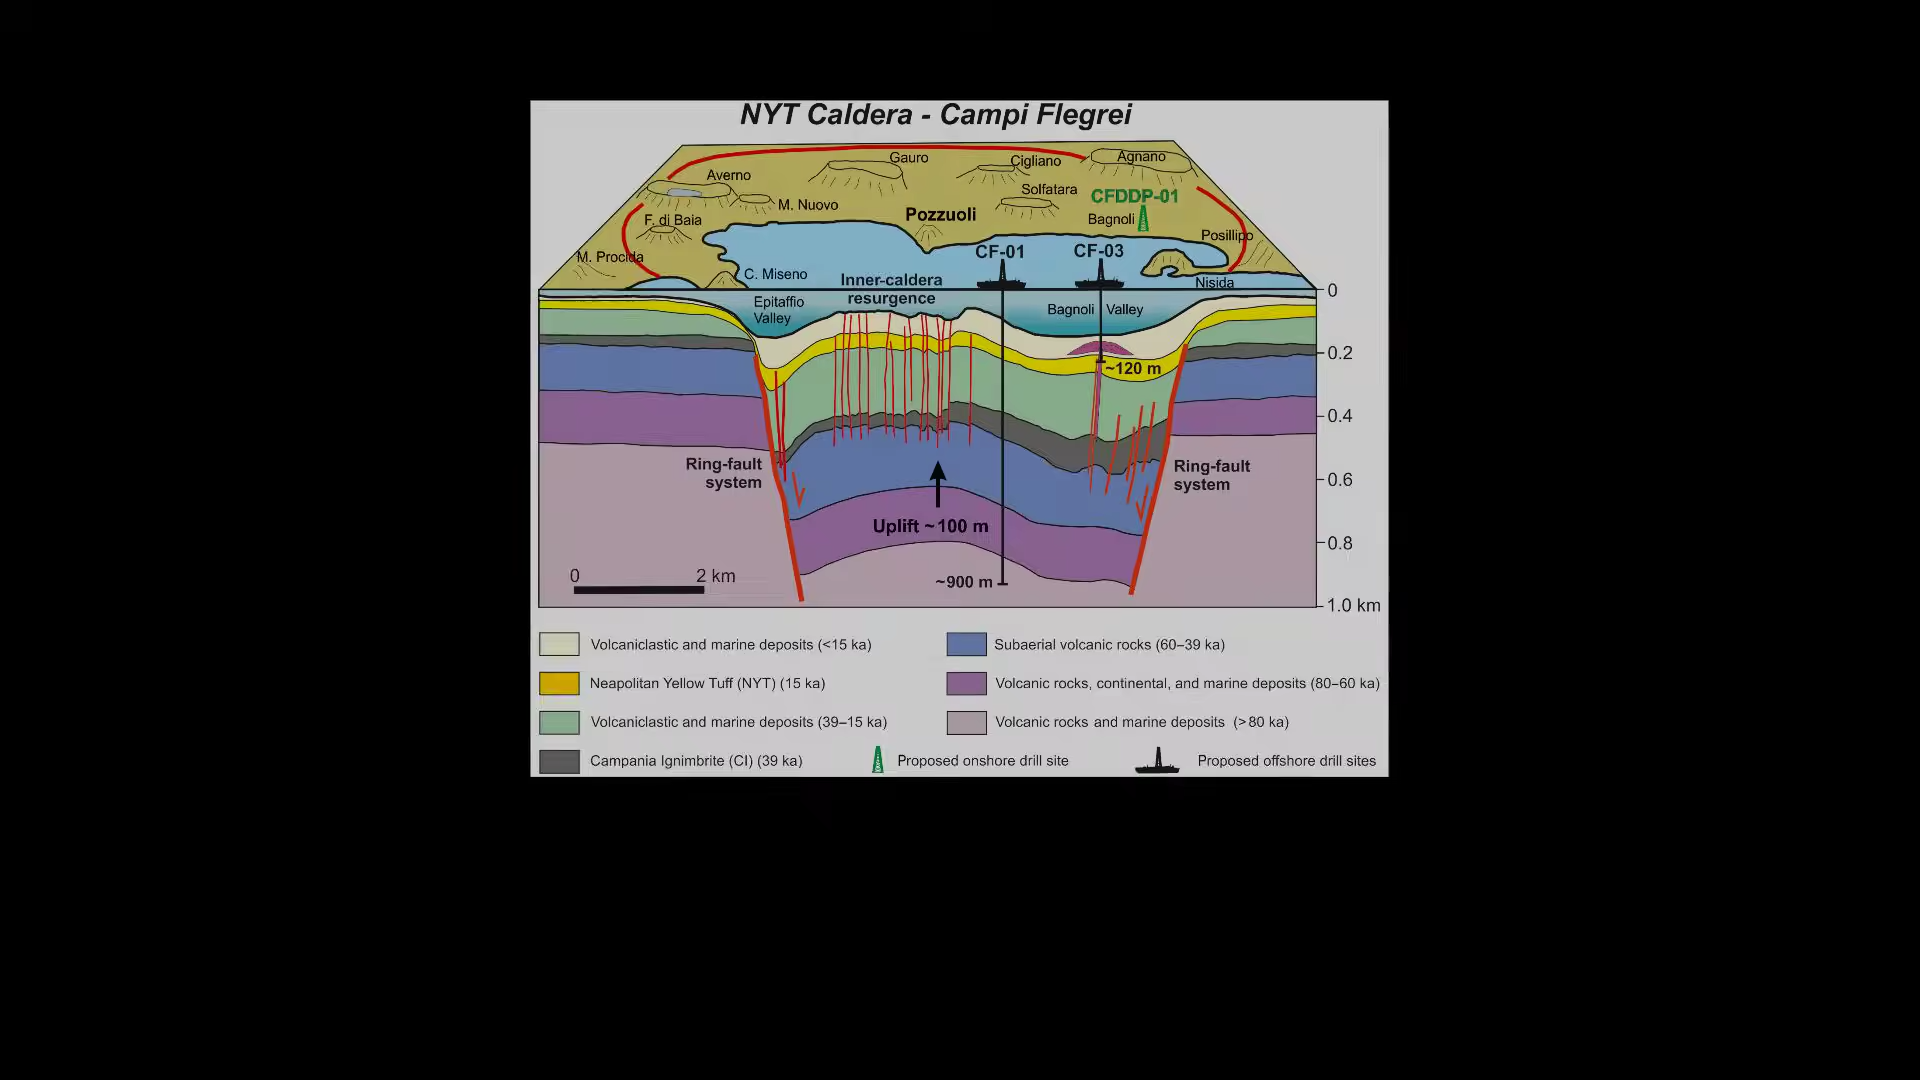 NYT Caldera - Campi Flegrei
Gauro
Cigliano
Agnano
Averno
Solfatara
CFDDP-01
M. Nuovo
Pozzuoli
Bagnoli
F. di Baia
Posillipo
CF-01
CF-03
M. Procida
C. Miseno
Inner-caldera
resurgence
Nisida
0
Epitaffio
Valley
Bagnoli Valley
0.2
~120 m
0.4
Ring-fault
system
Ring-fault
system
0.6
Uplift ~100 m
0.8
0 2 km
~900 m
1.0 km
Volcaniclastic and marine deposits (<15 ka)
Subaerial volcanic rocks (60–39 ka)
Neapolitan Yellow Tuff (NYT) (15 ka)
Volcanic rocks, continental, and marine deposits (80–60 ka)
Volcaniclastic and marine deposits (39–15 ka)
Volcanic rocks and marine deposits (>80 ka)
Campania Ignimbrite (CI) (39 ka)
Proposed onshore drill site
Proposed offshore drill sites